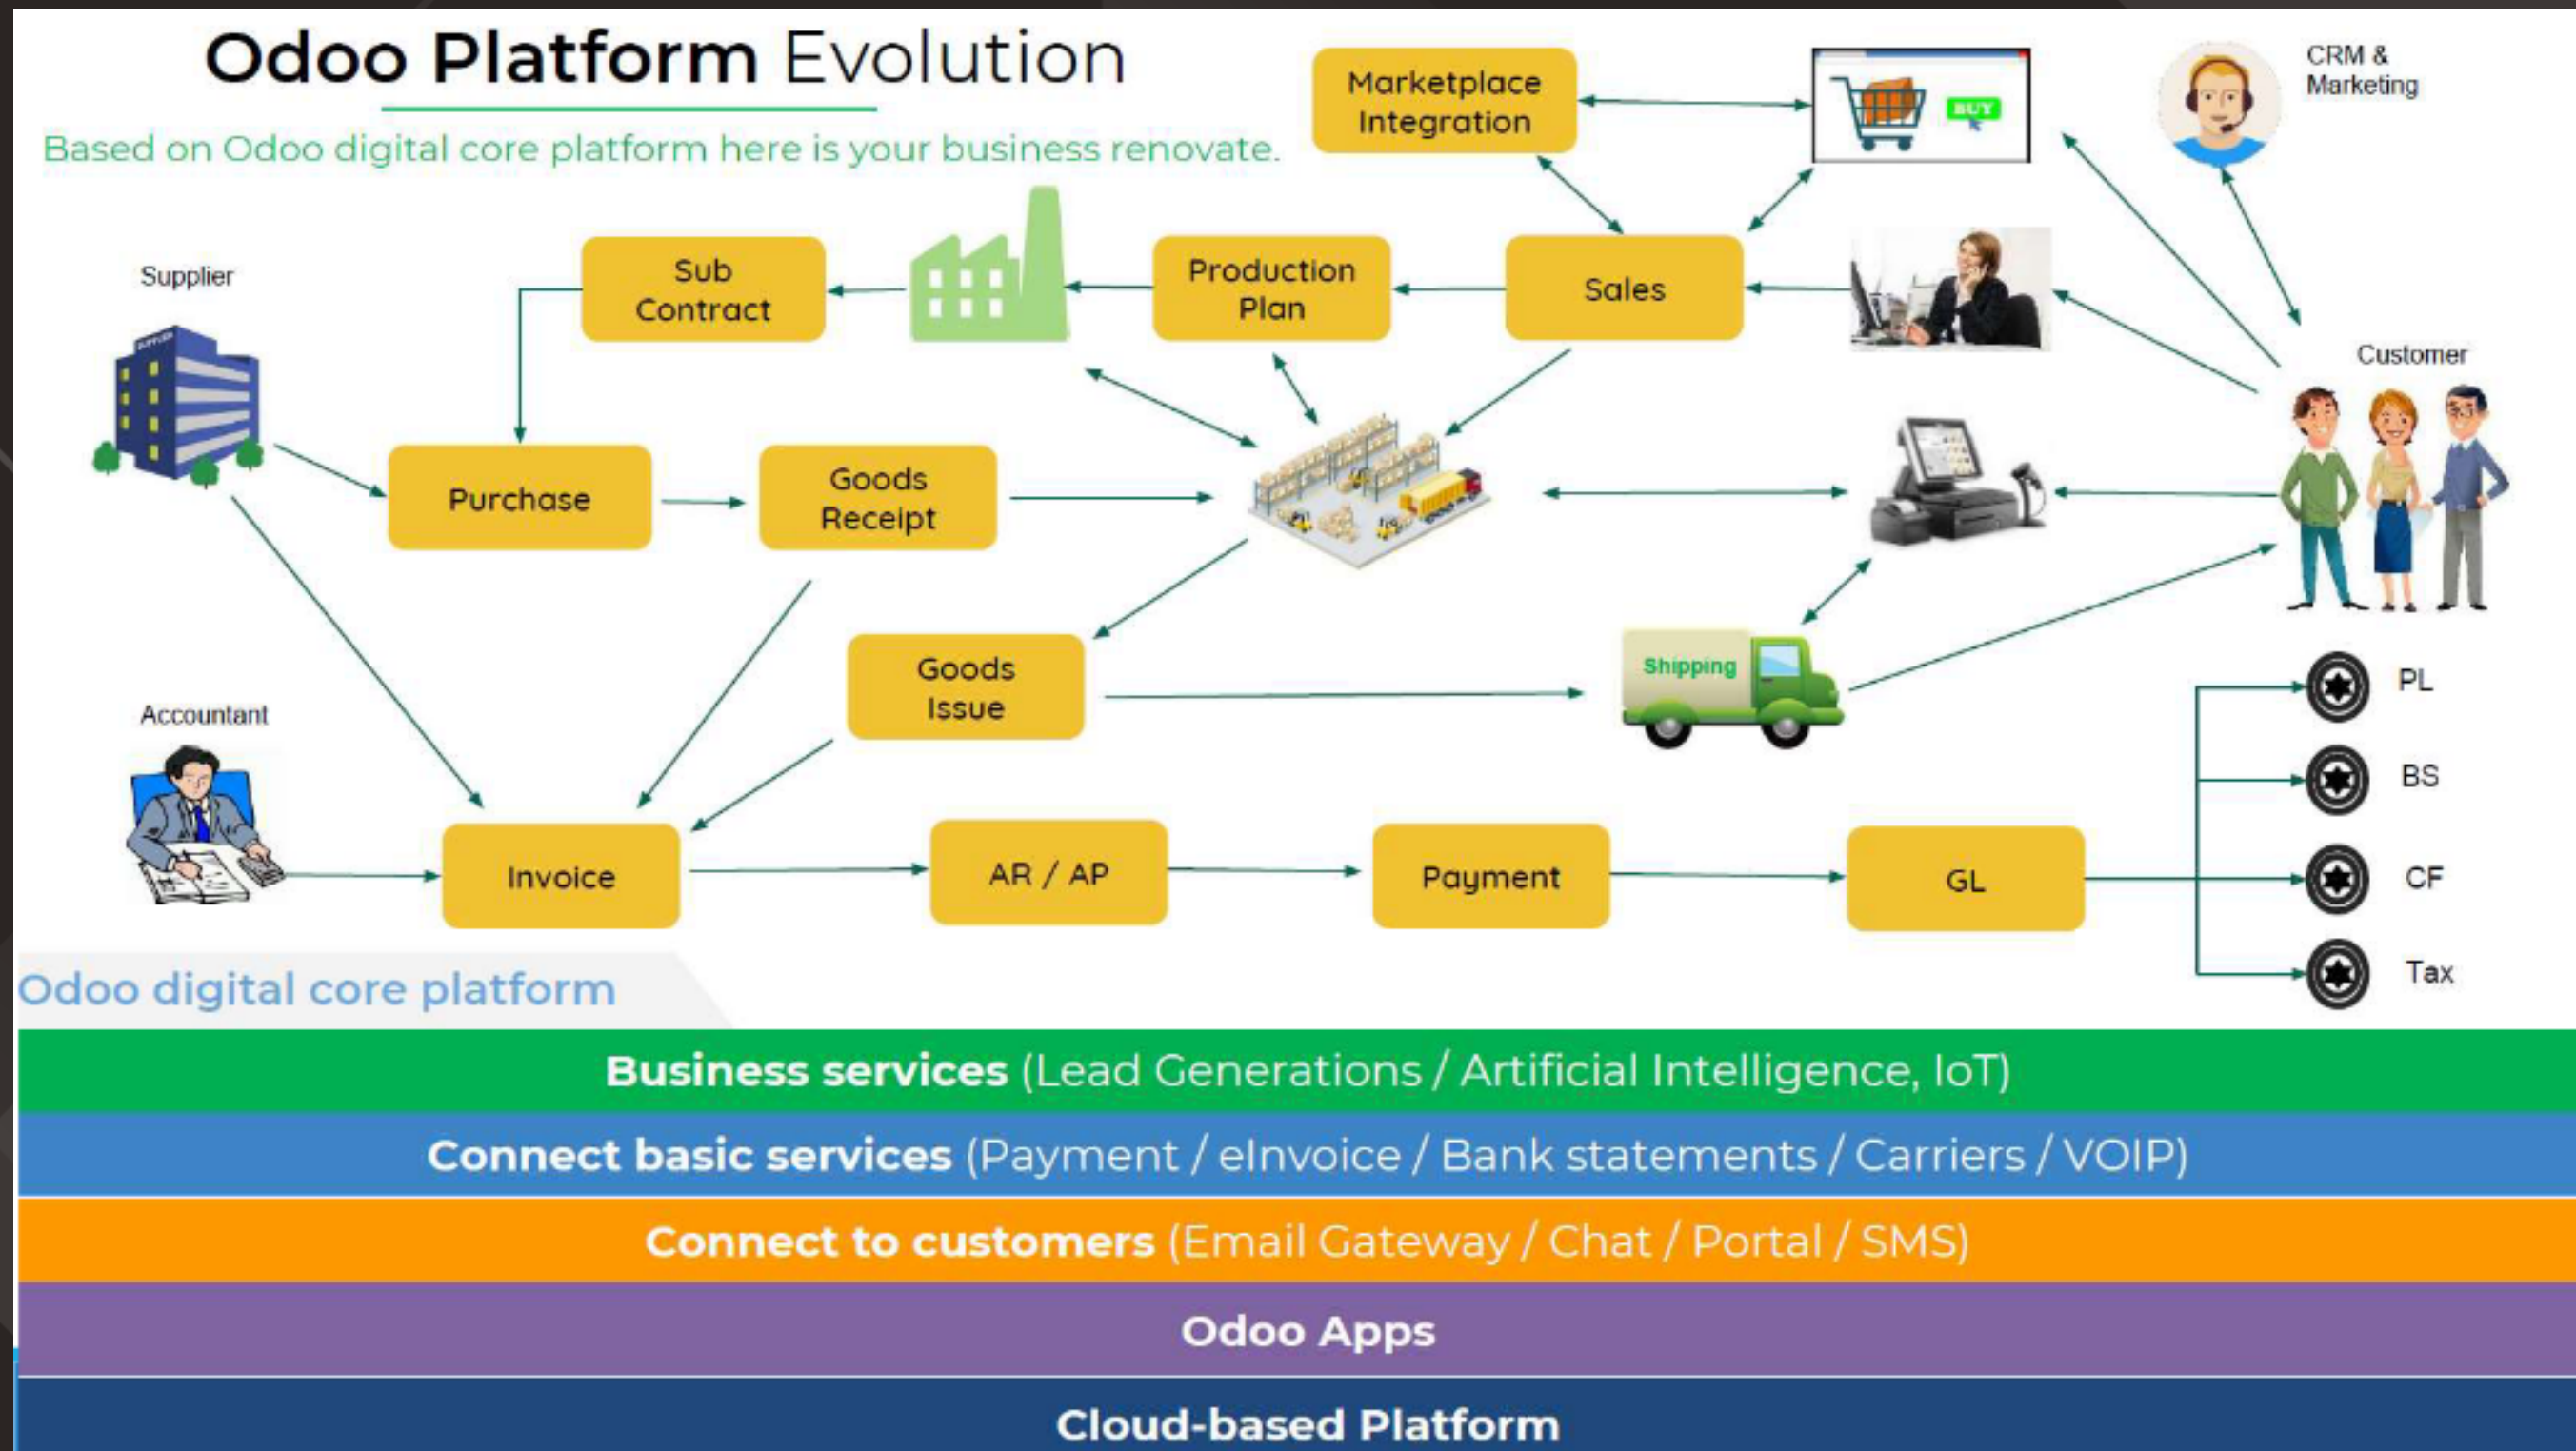 Odoo Platform Evolution
Based on Odoo digital core platform here is your business renovate.
Marketplace
Integration
BUY
CRM &
Marketing
Supplier
SUPPLIER
Sub
Contract
Production
Plan
Sales
Customer
Purchase
Goods
Receipt
Goods
Issue
Shipping
Accountant
Invoice
AR / AP
Payment
GL
PL
BS
CF
Tax
Odoo digital core platform
Business services (Lead Generations / Artificial Intelligence, IoT)
Connect basic services (Payment / eInvoice / Bank statements / Carriers / VOIP)
Connect to customers (Email Gateway / Chat / Portal / SMS)
Odoo Apps
Cloud-based Platform